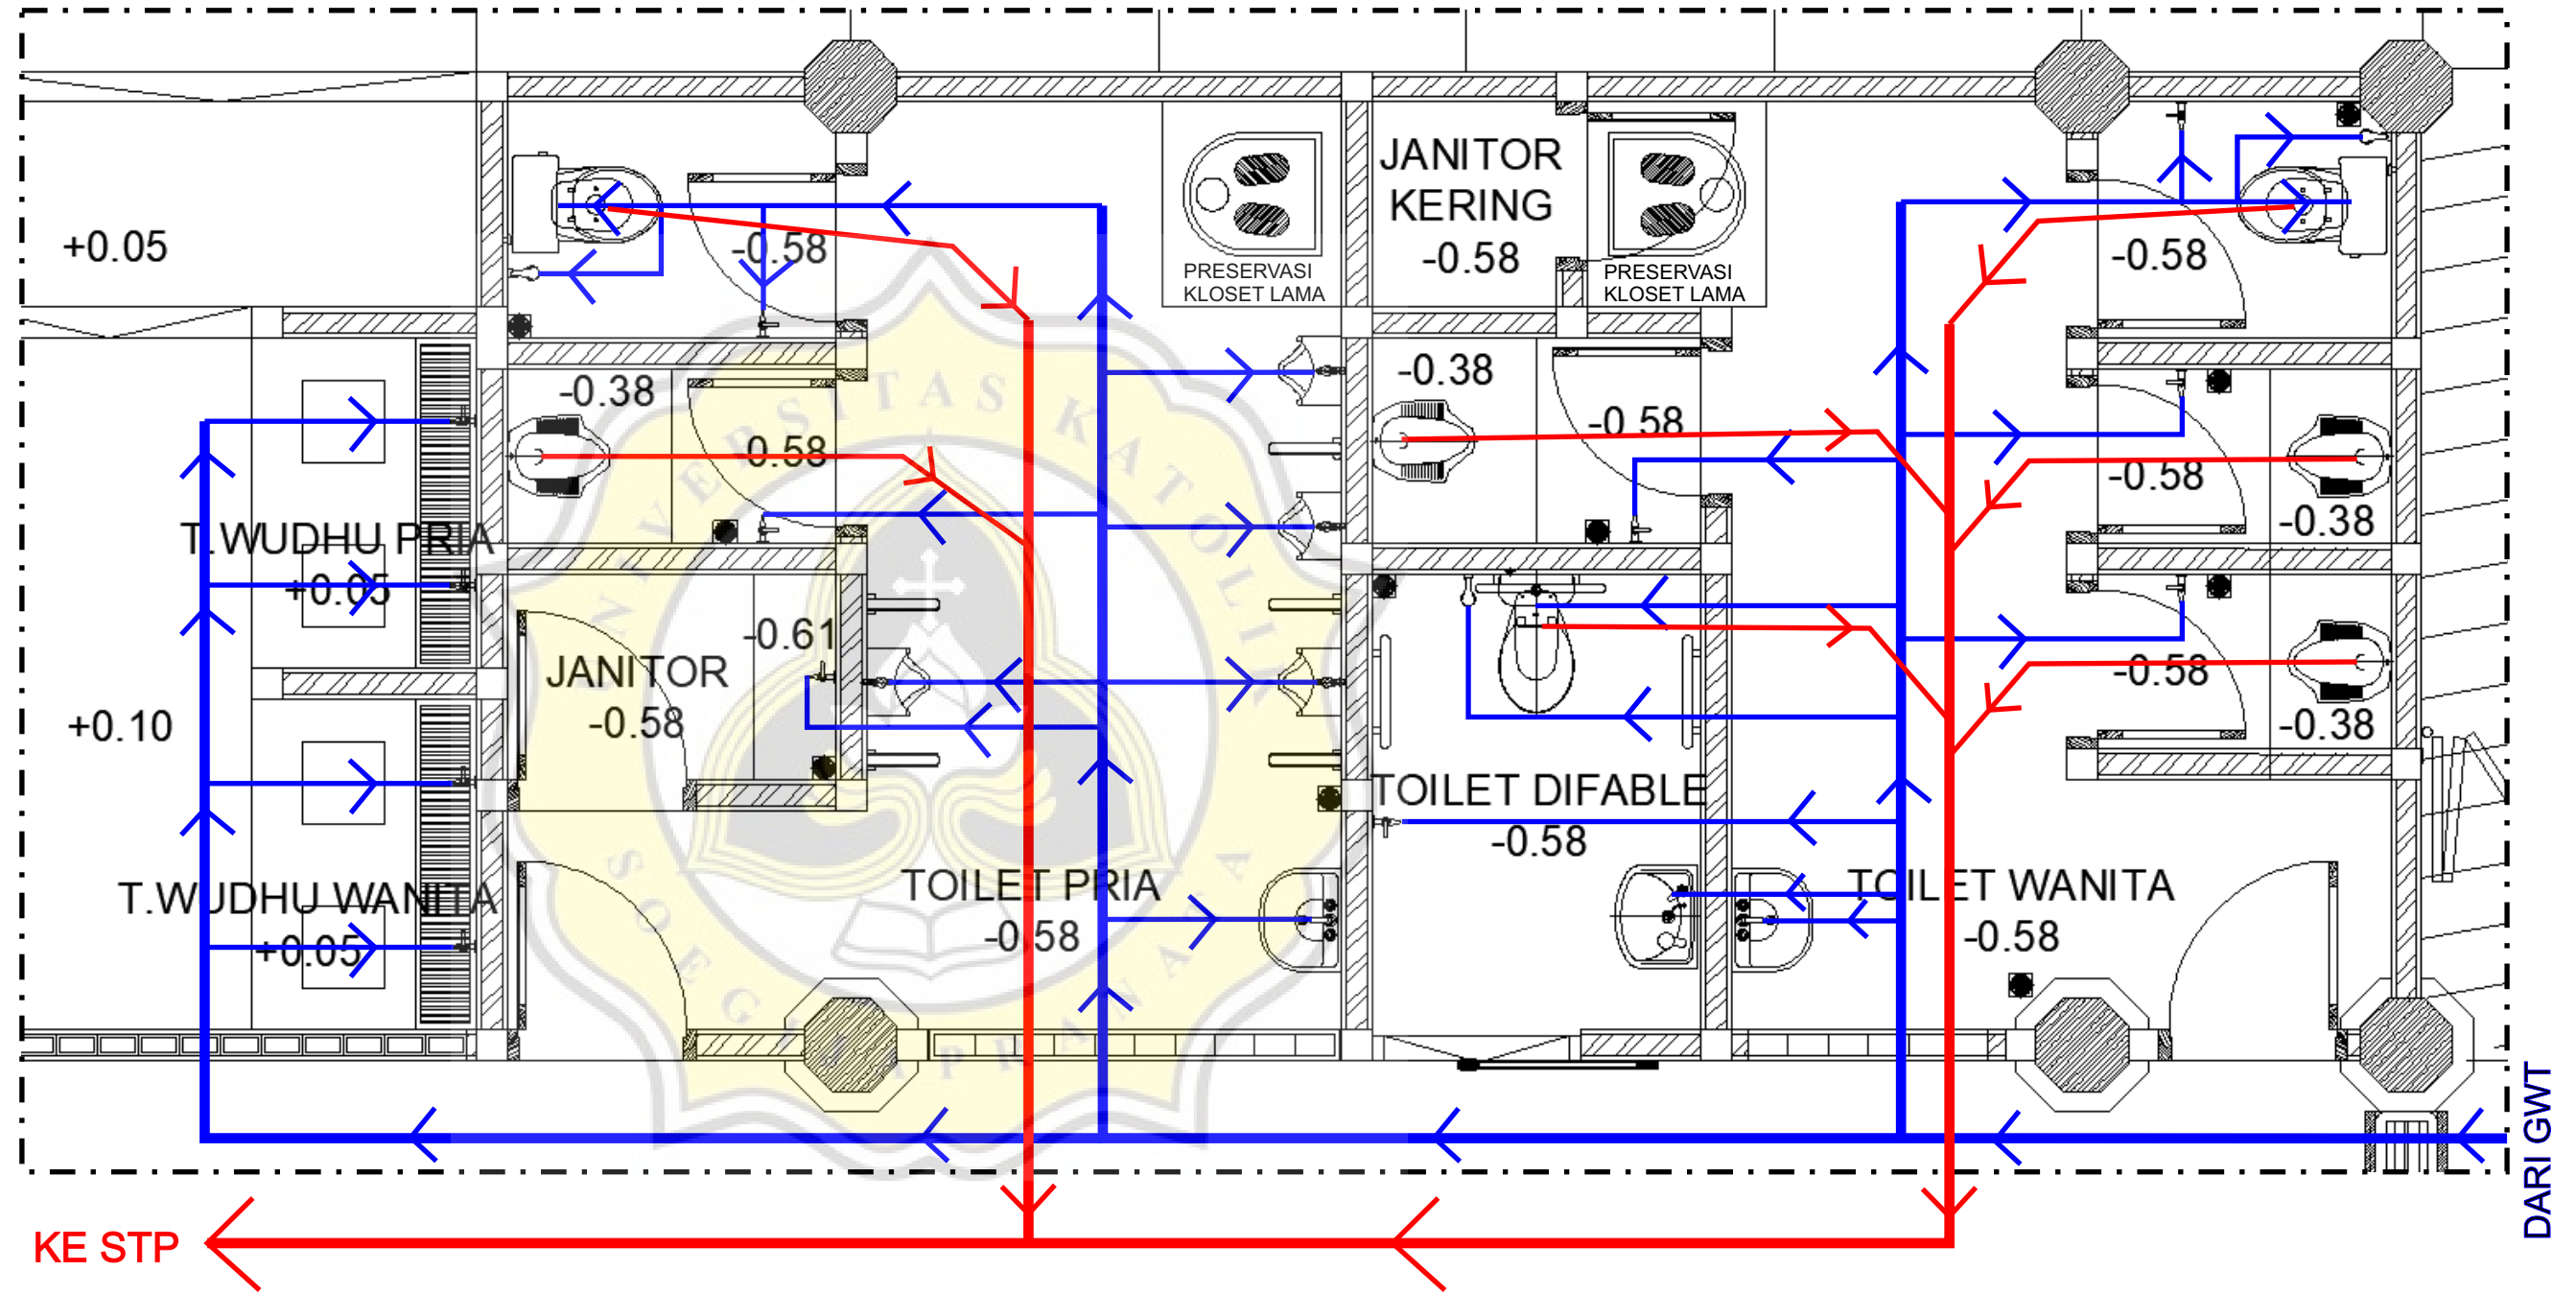 +0.05
-0.58
PRESERVASI
KLOSET LAMA
JANITOR
KERING
-0.58
PRESERVASI
KLOSET LAMA
-0.58
-0.38
0.58
-0.38
-0.58
-0.58
-0.38
T.WUDHU PRIA
+0.05
JANITOR
-0.58
-0.61
-0.58
-0.38
+0.10
TOILET DIFABLE
-0.58
T.WUDHU WANITA
+0.05
TOILET PRIA
-0.58
TOILET WANITA
-0.58
UNIVERSITAS KATOLIK
SOEGIJAPRANATA
DARI GWT
KE STP